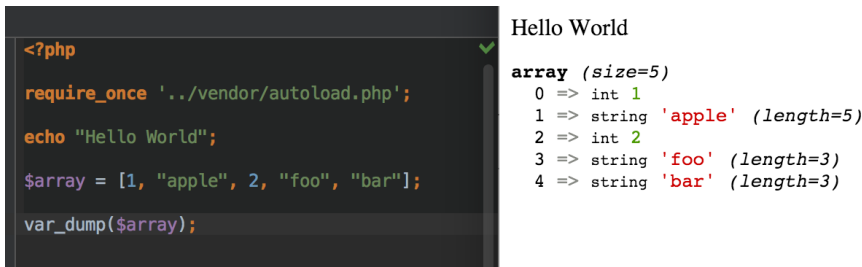 <?php
require_once '../vendor/autoload.php';
echo "Hello World";
$array = [1, "apple", 2, "foo", "bar"];
var_dump($array);
Hello World
array (size=5)
0 => int 1
1 => string 'apple' (length=5)
2 => int 2
3 => string 'foo' (length=3)
4 => string 'bar' (length=3)